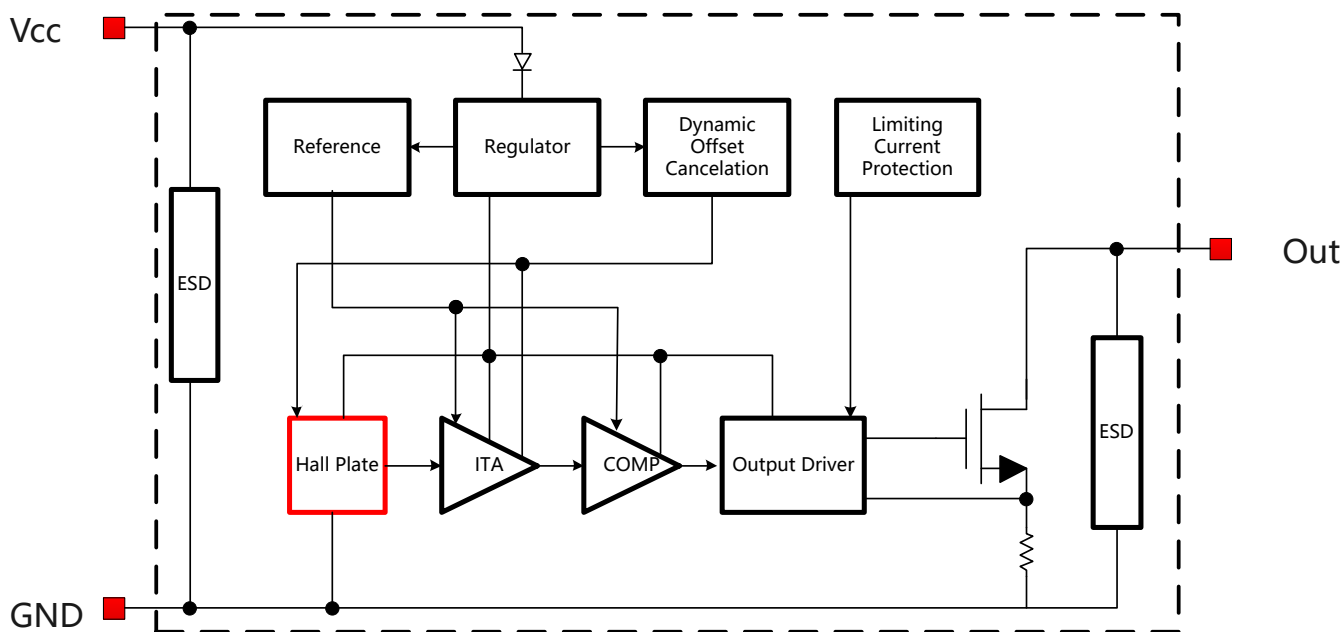 Vcc
Reference
Regulator
Dynamic
Offset
Cancelation
Limiting
Current
Protection
ESD
Out
Hall Plate
ITA
COMP
Output Driver
ESD
GND